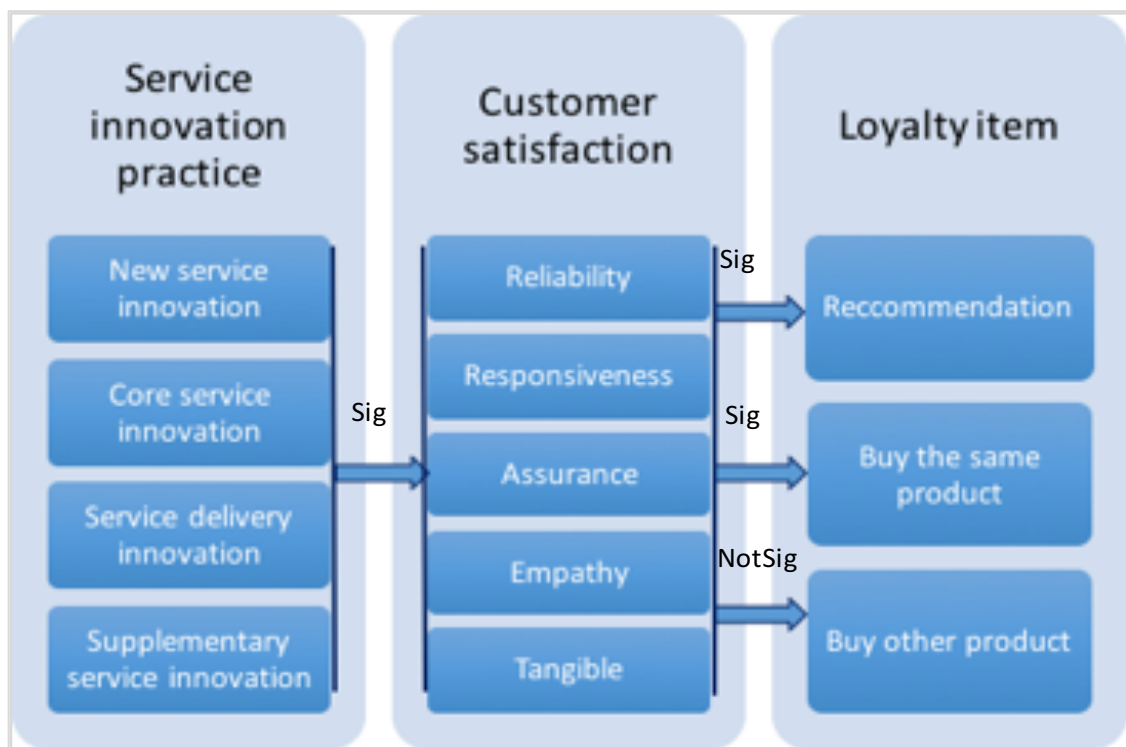 Service
innovation
practice
New service
innovation
Core service
innovation
Service delivery
innovation
Supplementary
service innovation
Sig
Customer
satisfaction
Reliability
Responsiveness
Assurance
Empathy
Tangible
Sig
Sig
NotSig
Loyalty item
Reccommendation
Buy the same
product
Buy other product